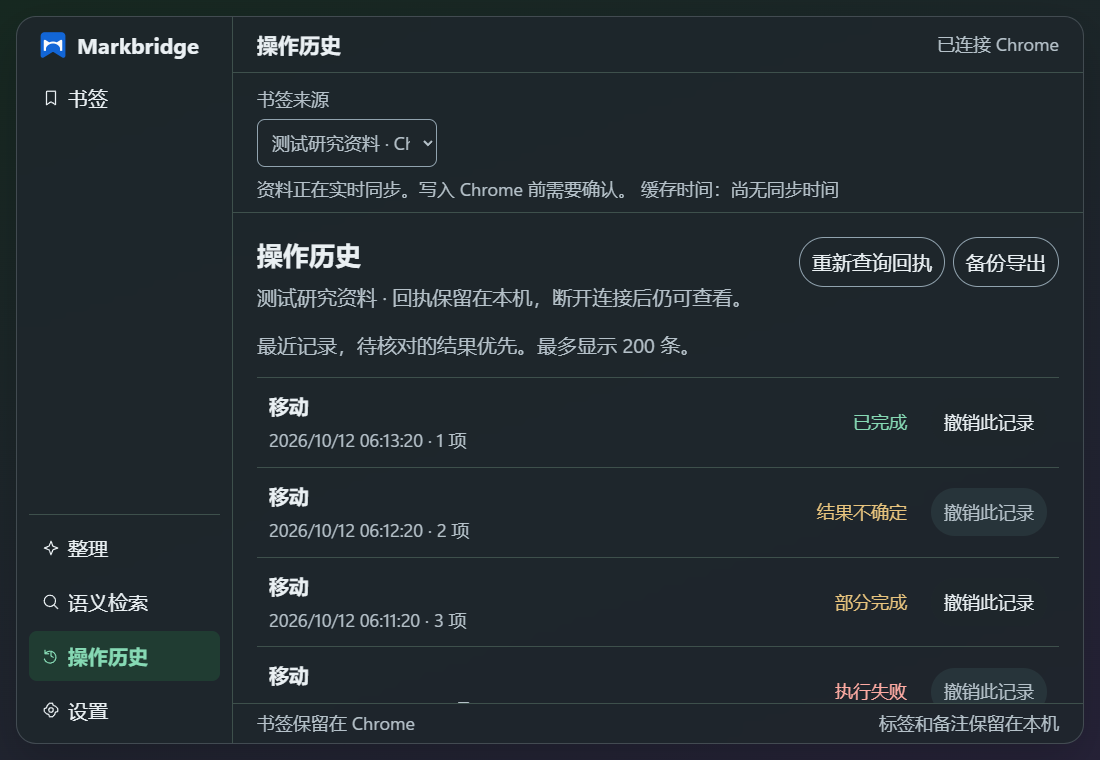 Markbridge
书签
整理
语义检索
操作历史
设置
操作历史
已连接 Chrome
书签来源
测试研究资料 · Ch
资料正在实时同步。写入 Chrome 前需要确认。 缓存时间：尚无同步时间
操作历史
重新查询回执
备份导出
测试研究资料 · 回执保留在本机，断开连接后仍可查看。
最近记录，待核对的结果优先。最多显示 200 条。
移动
2026/10/12 06:13:20 · 1 项
已完成
撤销此记录
移动
2026/10/12 06:12:20 · 2 项
结果不确定
撤销此记录
移动
2026/10/12 06:11:20 · 3 项
部分完成
撤销此记录
移动
执行失败
撤销此记录
书签保留在 Chrome
标签和备注保留在本机